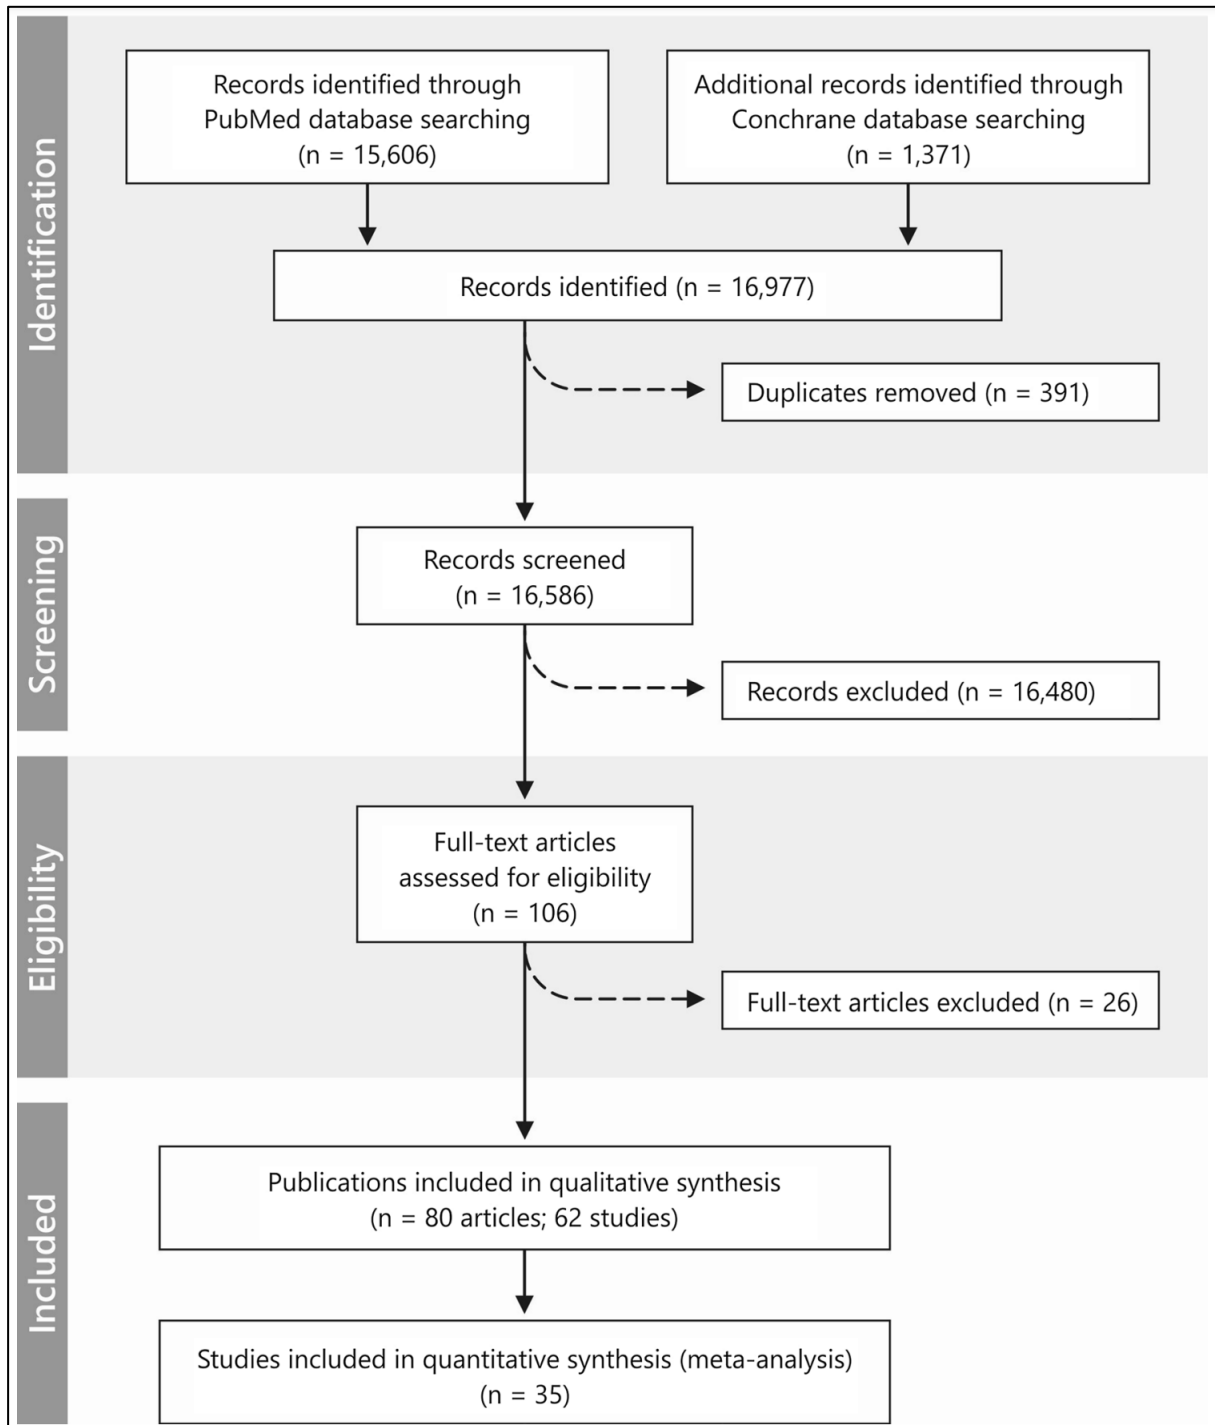 Identification
Records identified through
PubMed database searching
(n = 15,606)
Additional records identified through
Conchrane database searching
(n = 1,371)
Records identified (n = 16,977)
Duplicates removed (n = 391)
Screening
Records screened
(n = 16,586)
Records excluded (n = 16,480)
Eligibility
Full-text articles
assessed for eligibility
(n = 106)
Full-text articles excluded (n = 26)
Included
Publications included in qualitative synthesis
(n = 80 articles; 62 studies)
Studies included in quantitative synthesis (meta-analysis)
(n = 35)